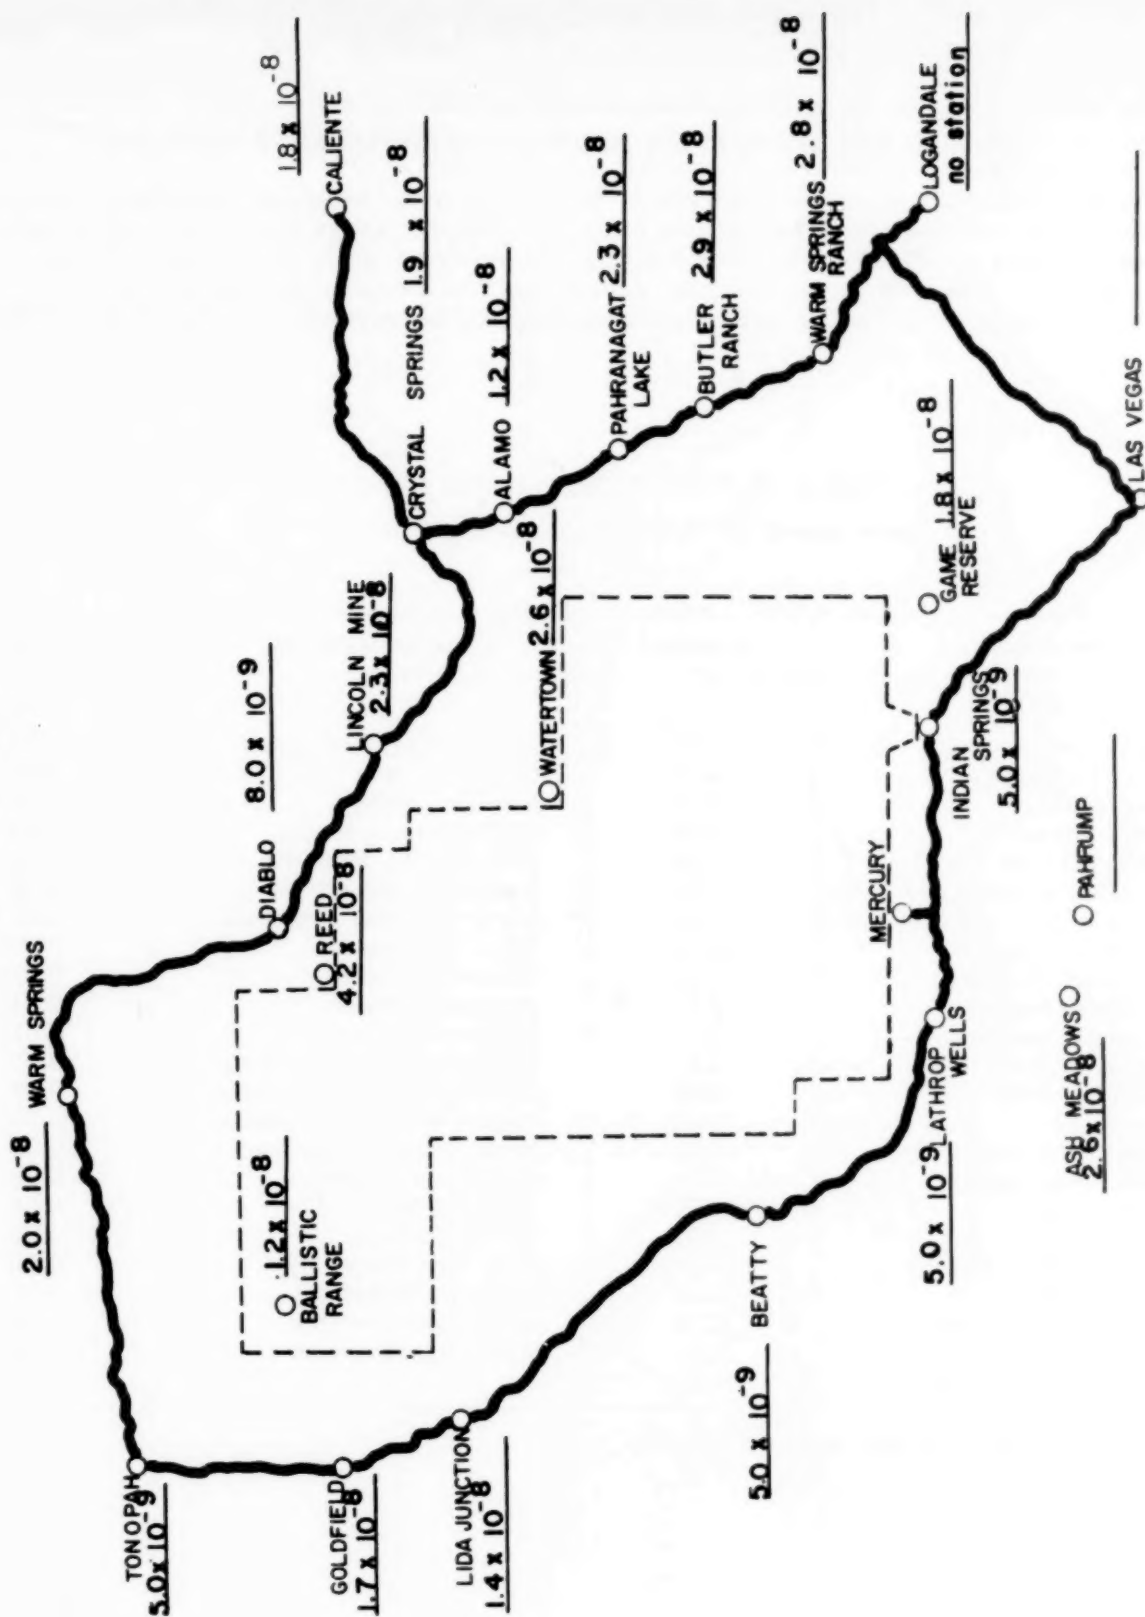 2.0 x 10-8
WARM SPRINGS
TONOPAH
5.0x 10-9
DIABLO
8.0 x 10-9
1.8 x 10-8
CALIENTE
1.2 x 10-8
BALLISTIC
RANGE
REED
4.2 x 10-8
LINCOLN MINE
2.3 x 10-8
CRYSTAL SPRINGS 1.9 x 10-8
GOLDFIELD
1.7 x 10-8
LIDA JUNCTION
1.4 x 10-8
ALAMO 1.2 x 10-8
WATERTOWN 2.6 x 10-8
PAHRANAGAT 2.3 x 10-8
LAKE
BUTLER 2.9 x 10-8
RANCH
5.0 x 10-9 BEATTY
WARM SPRINGS 2.8 x 10-8
RANCH
MERCURY
LOGANDALE
no station
GAME 1.8 x 10-8
RESERVE
5.0 x 10-9 LATHROP
WELLS
INDIAN SPRINGS
5.0 x 10-9
ASH MEADOWS
2.6 x 10-8
PAHRUMP
LAS VEGAS